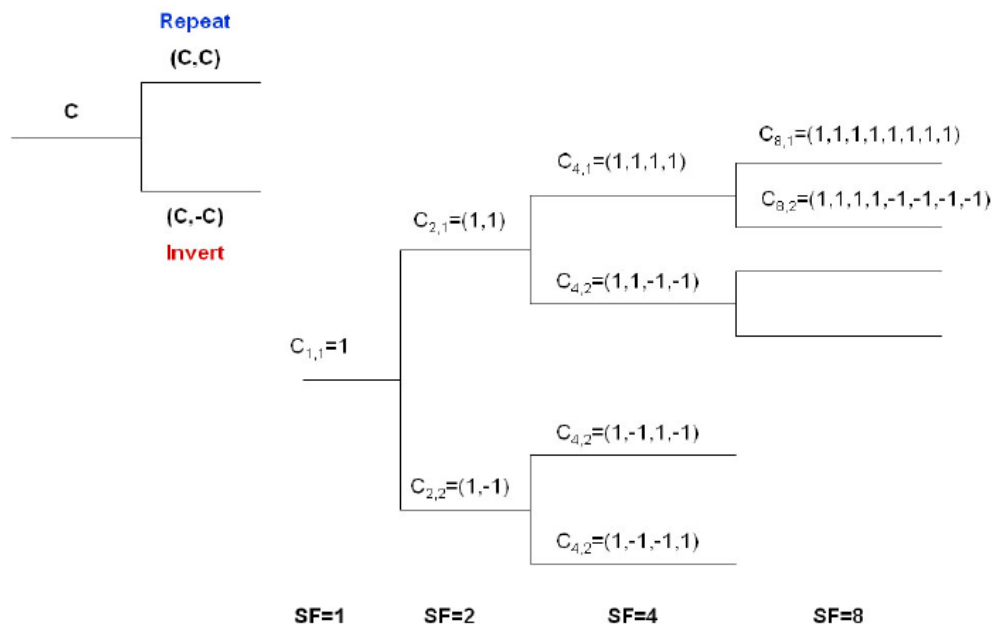 Repeat
(C,C)
C
(C,-C)
Invert
C8,1=(1,1,1,1,1,1,1,1)
C4,1=(1,1,1,1)
C8,2=(1,1,1,1,-1,-1,-1,-1)
C2,1=(1,1)
C4,2=(1,1,-1,-1)
C1,1=1
C4,2=(1,-1,1,-1)
C2,2=(1,-1)
C4,2=(1,-1,-1,1)
SF=1 SF=2 SF=4 SF=8